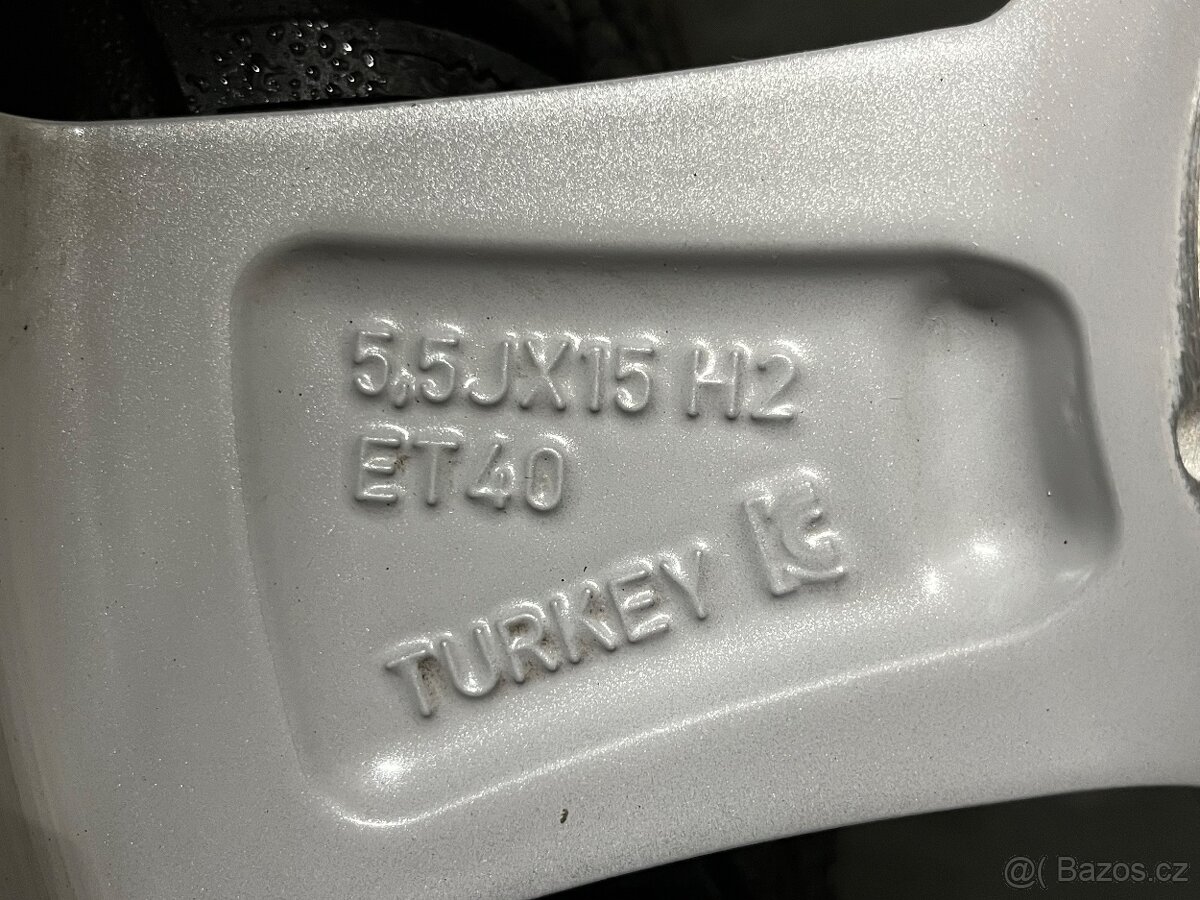 5,5JX15 H2
ET40
TURKEY
@( Bazos.cz